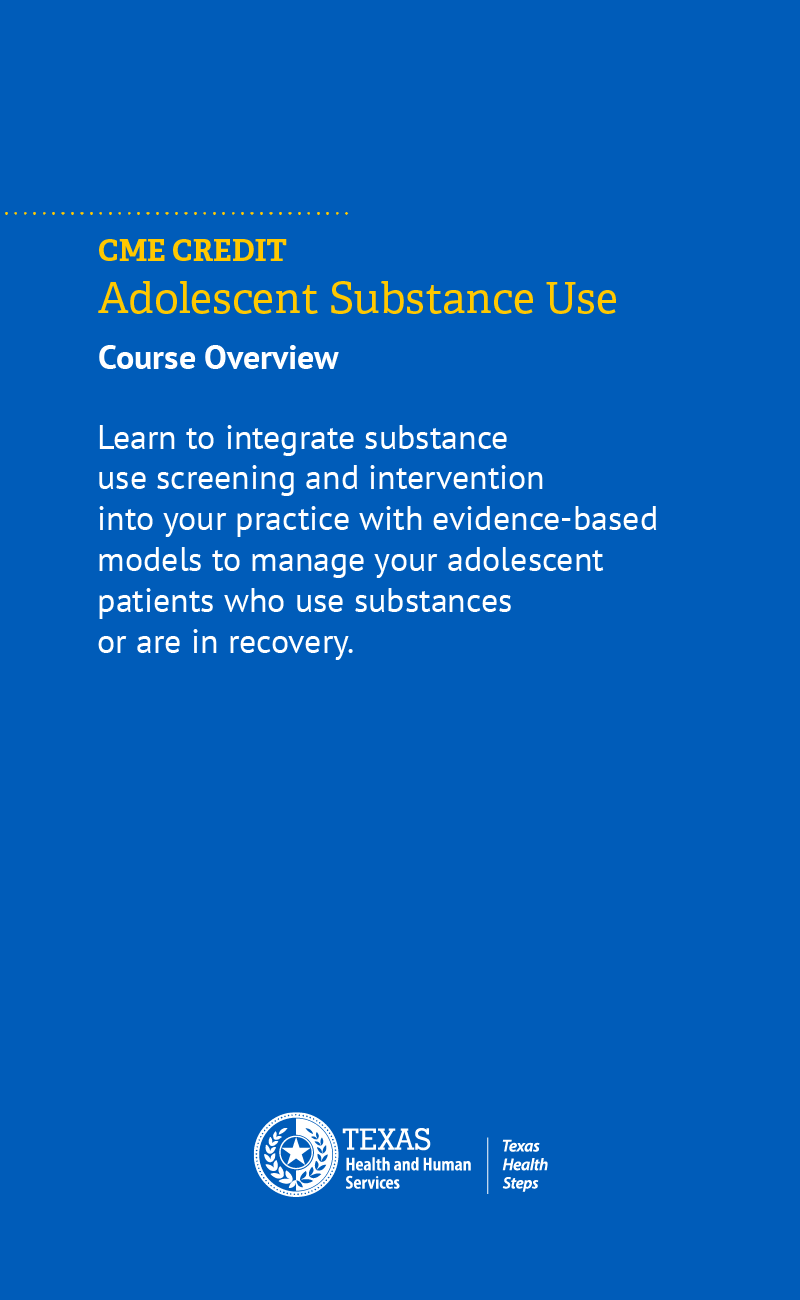 CME CREDIT
Adolescent Substance Use
Course Overview
Learn to integrate substance
use screening and intervention
into your practice with evidence-based
models to manage your adolescent
patients who use substances
or are in recovery.
TEXAS
Health and Human
Services
Texas
Health
Steps